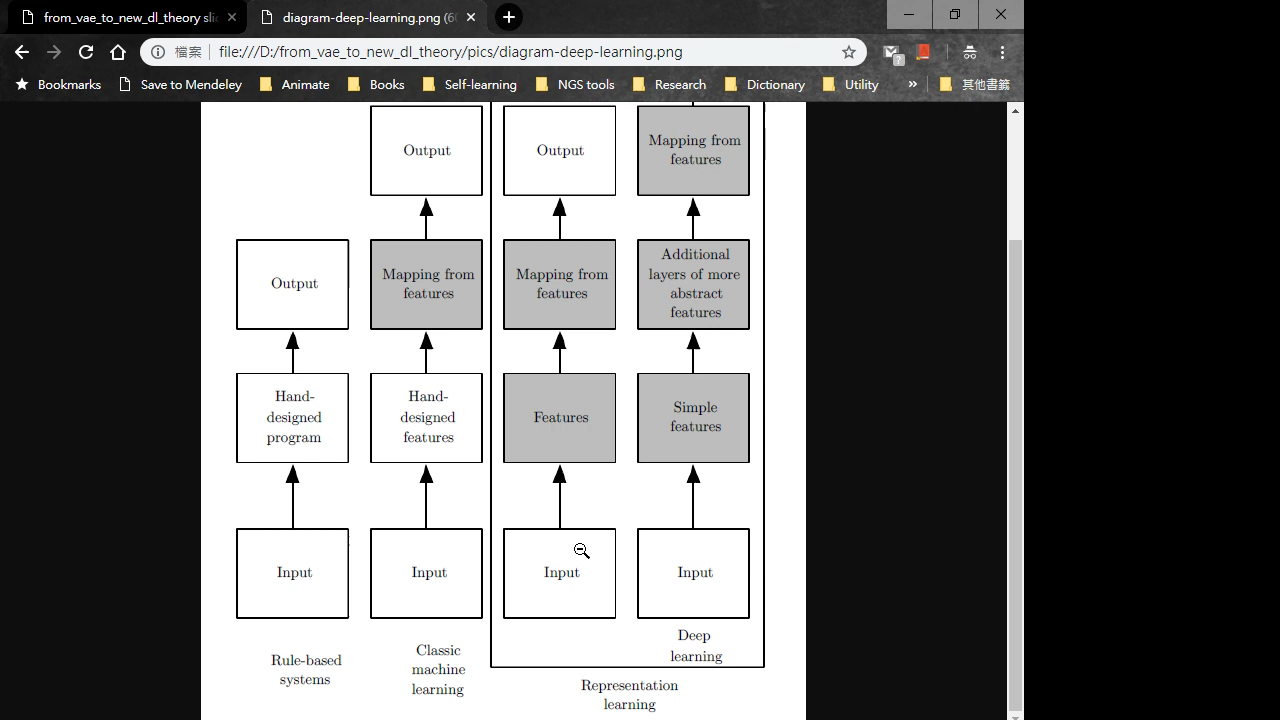 from_vae_to_new_dl_theory sli
diagram-deep-learning.png (60
檔案
file:///D:/from_vae_to_new_dl_theory/pics/diagram-deep-learning.png
Bookmarks
Save to Mendeley
Animate
Books
Self-learning
NGS tools
Research
Dictionary
Utility
»
其他書籤
Output
Output
Mapping from
features
Output
Mapping from
features
Mapping from
features
Additional
layers of more
abstract
features
Hand-
designed
program
Hand-
designed
features
Features
Simple
features
Input
Input
Input
Input
Rule-based
systems
Classic
machine
learning
Deep
learning
Representation
learning